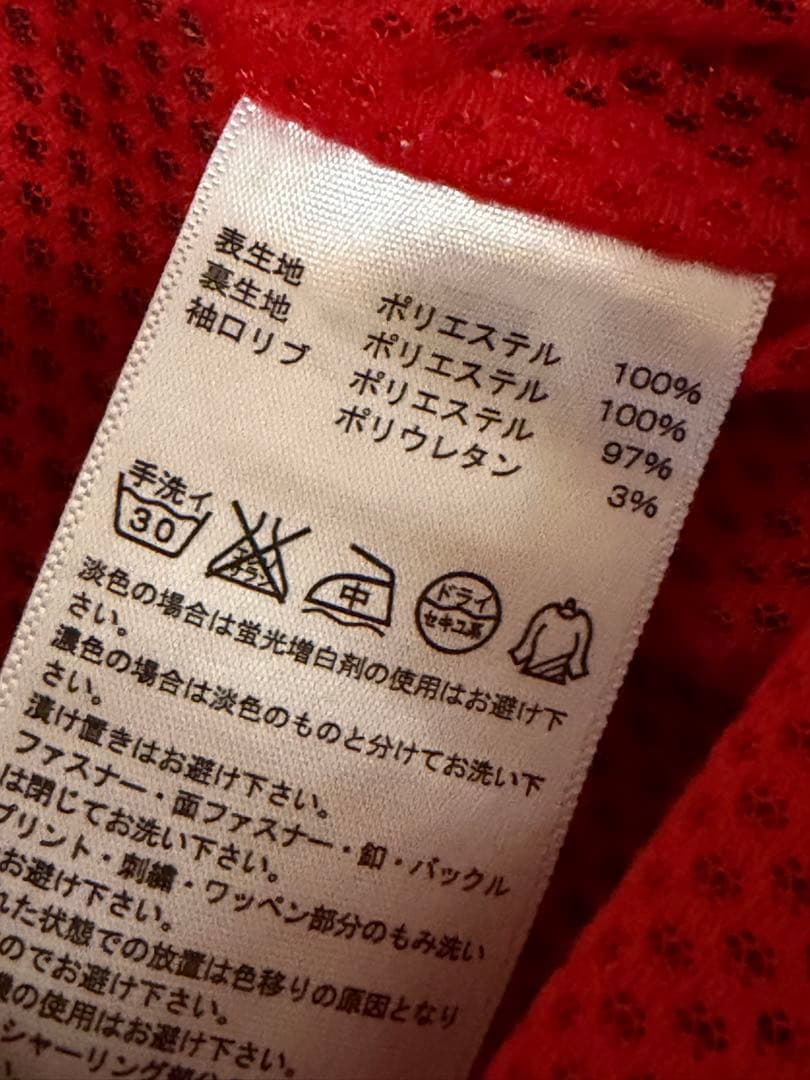 表生地 ポリエステル 100%
裏生地 ポリエステル 100%
袖口リブ ポリエステル 97%
ポリウレタン 3%
手洗イ
30
中
ドライ
セキユ系
淡色の場合は蛍光増白剤の使用はお避け下
さい。
濃色の場合は淡色のものと分けてお洗い下
さい。
漬け置きはお避け下さい。
ファスナー・面ファスナー・釦・バックル
は閉じてお洗い下さい。
プリント・刺繍・ワッペン部分のもみ洗い
お避け下さい。
れた状態での放置は色移りの原因となり
のでお避け下さい。
機の使用はお避け下さい。
シャーリング部分